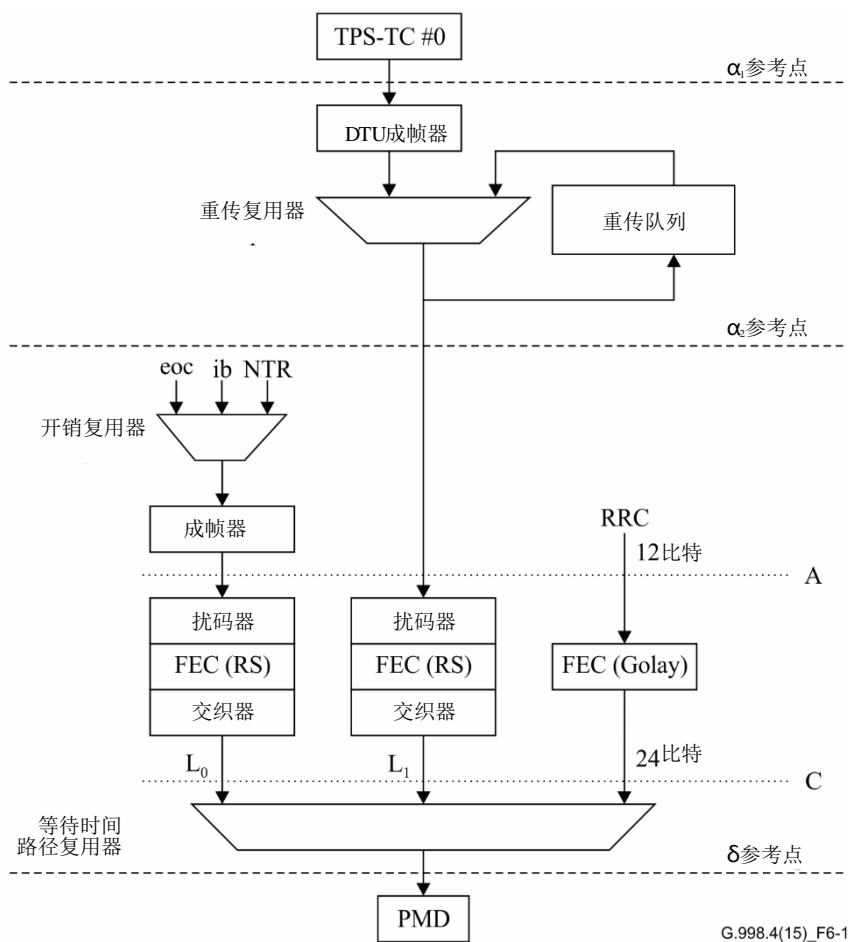 TPS-TC #0
α₁参考点
DTU成帧器
重传复用器
重传队列
α₂参考点
eoc
ib
NTR
开销复用器
成帧器
RRC
12比特
A
扰码器
FEC (RS)
交织器
扰码器
FEC (RS)
交织器
FEC (Golay)
L₀
L₁
24比特
C
等待时间
路径复用器
δ参考点
PMD
G.998.4(15)_F6-1